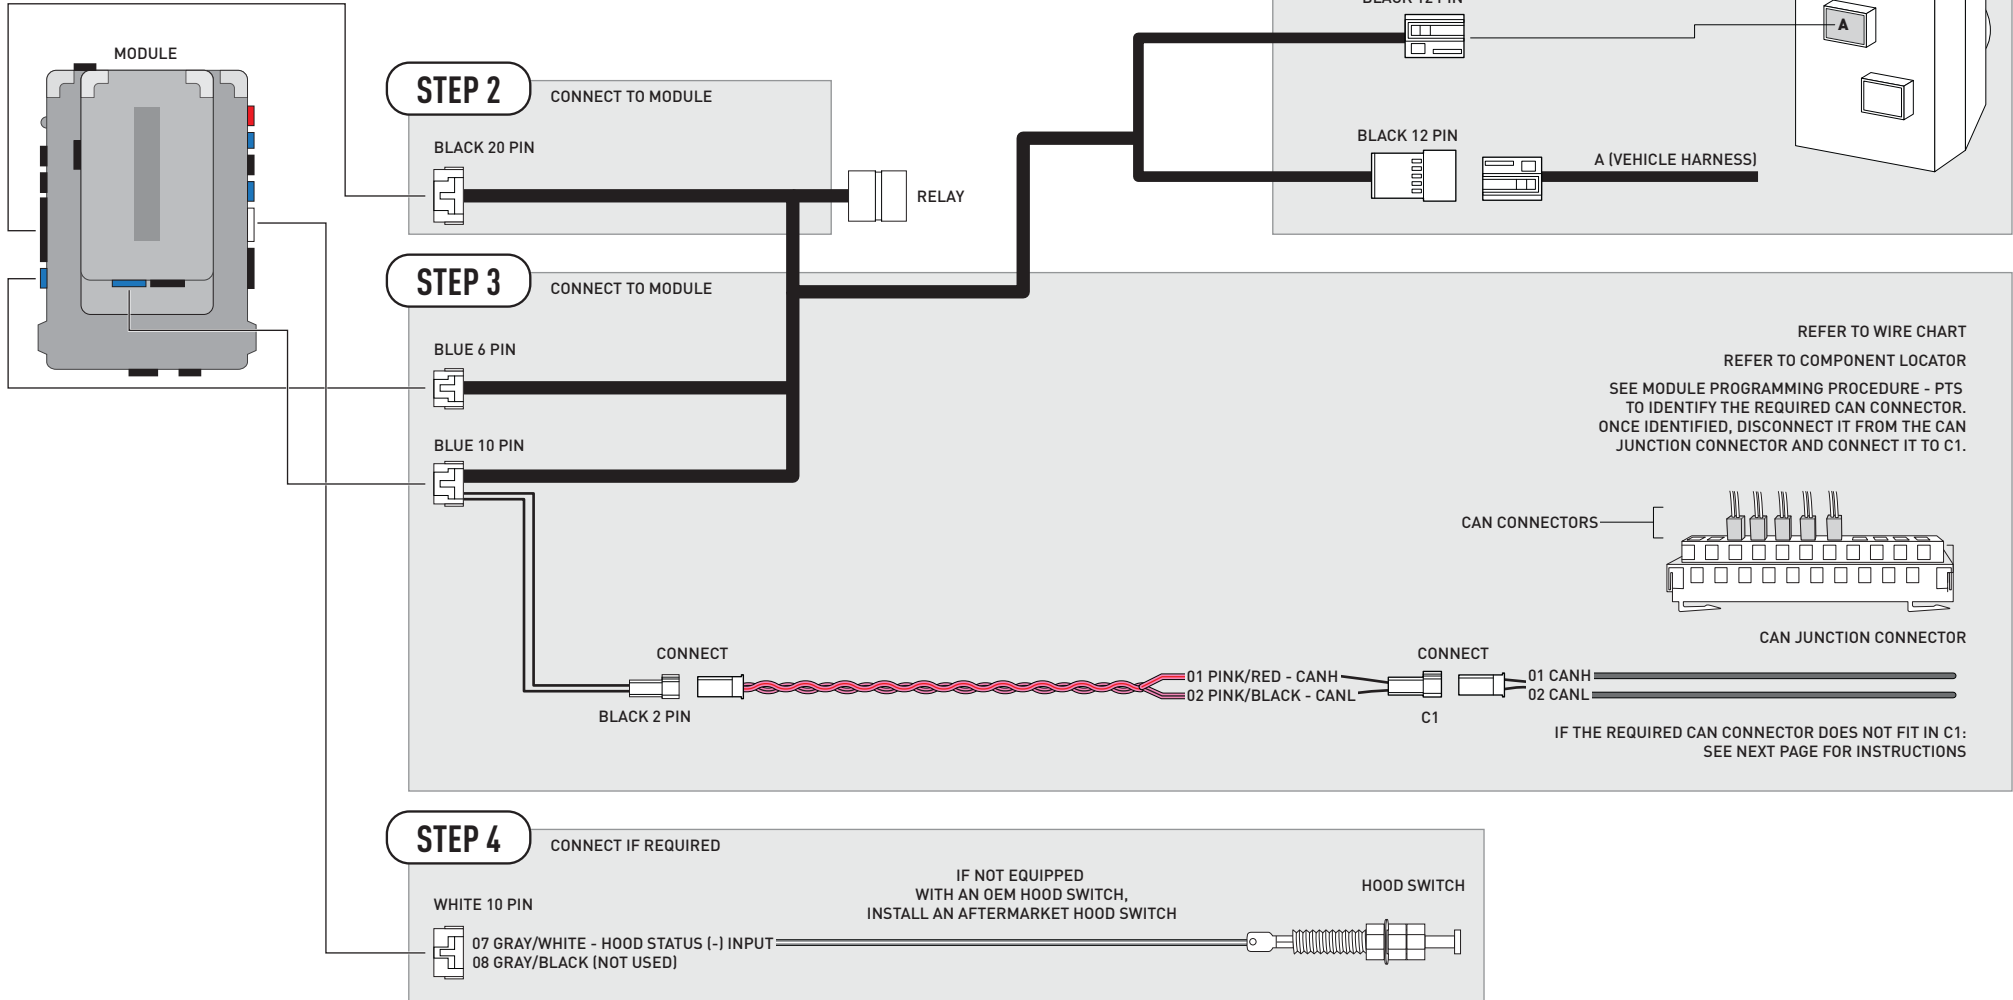 BLACK 12 PIN
MODULE
A
STEP 2
CONNECT TO MODULE
BLACK 20 PIN
RELAY
BLACK 12 PIN
A (VEHICLE HARNESS)
STEP 3
CONNECT TO MODULE
BLUE 6 PIN
BLUE 10 PIN
REFER TO WIRE CHART
REFER TO COMPONENT LOCATOR
SEE MODULE PROGRAMMING PROCEDURE - PTS
TO IDENTIFY THE REQUIRED CAN CONNECTOR.
ONCE IDENTIFIED, DISCONNECT IT FROM THE CAN
JUNCTION CONNECTOR AND CONNECT IT TO C1.
CAN CONNECTORS
CAN JUNCTION CONNECTOR
CONNECT
BLACK 2 PIN
01 PINK/RED - CANH
02 PINK/BLACK - CANL
CONNECT
C1
01 CANH
02 CANL
IF THE REQUIRED CAN CONNECTOR DOES NOT FIT IN C1:
SEE NEXT PAGE FOR INSTRUCTIONS
STEP 4
CONNECT IF REQUIRED
WHITE 10 PIN
07 GRAY/WHITE - HOOD STATUS (-) INPUT
08 GRAY/BLACK (NOT USED)
IF NOT EQUIPPED
WITH AN OEM HOOD SWITCH,
INSTALL AN AFTERMARKET HOOD SWITCH
HOOD SWITCH